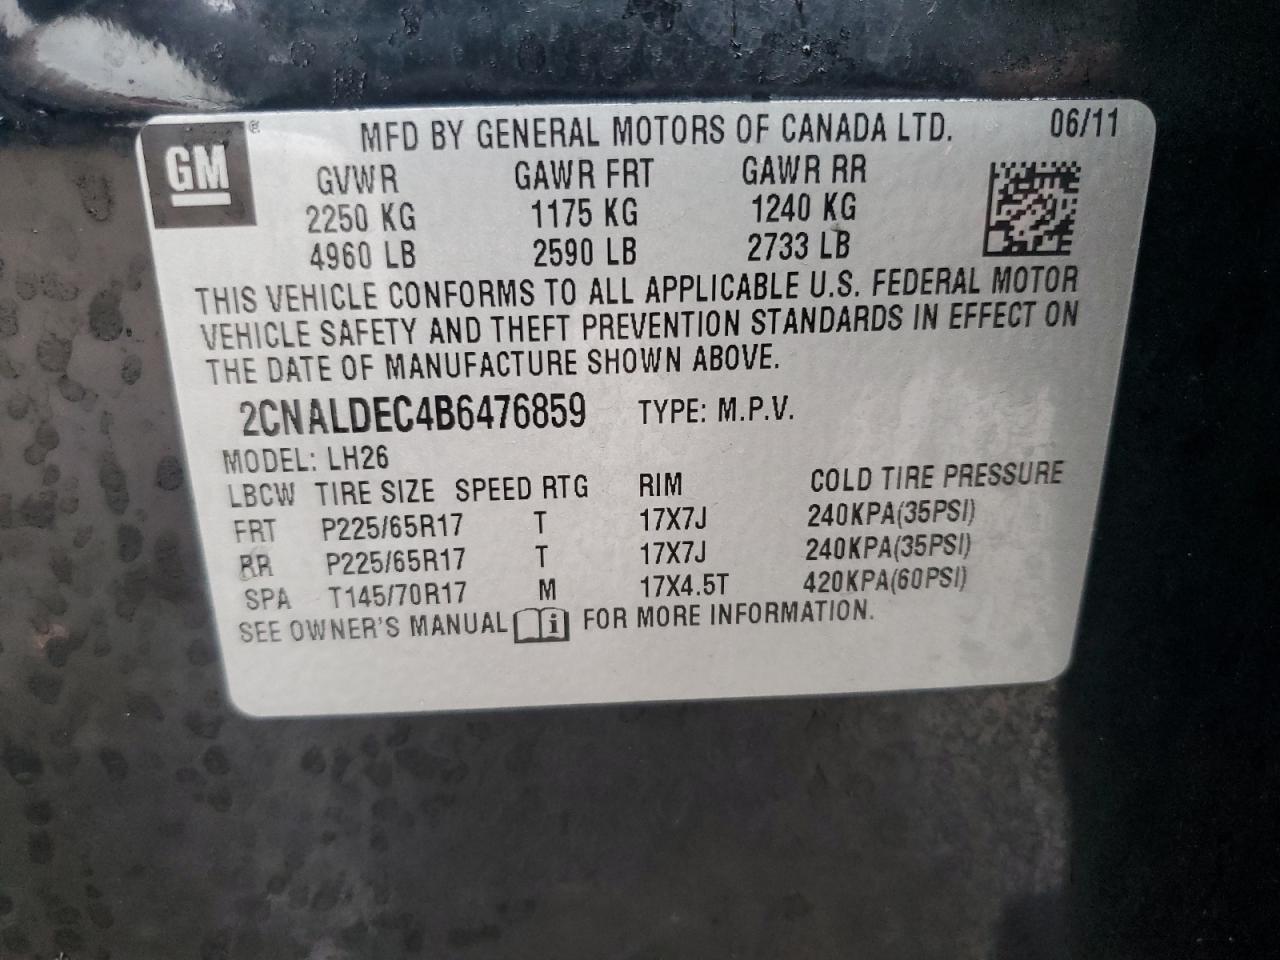 GM ®
MFD BY GENERAL MOTORS OF CANADA LTD. 06/11
GVWR GAWR FRT GAWR RR
2250 KG 1175 KG 1240 KG
4960 LB 2590 LB 2733 LB
THIS VEHICLE CONFORMS TO ALL APPLICABLE U.S. FEDERAL MOTOR
VEHICLE SAFETY AND THEFT PREVENTION STANDARDS IN EFFECT ON
THE DATE OF MANUFACTURE SHOWN ABOVE.
2CNALDEC4B6476859 TYPE: M.P.V.
MODEL: LH26
LBCW TIRE SIZE SPEED RTG RIM COLD TIRE PRESSURE
FRT P225/65R17 T 17X7J 240KPA(35PSI)
RR P225/65R17 T 17X7J 240KPA(35PSI)
SPA T145/70R17 M 17X4.5T 420KPA(60PSI)
SEE OWNER'S MANUAL i FOR MORE INFORMATION.